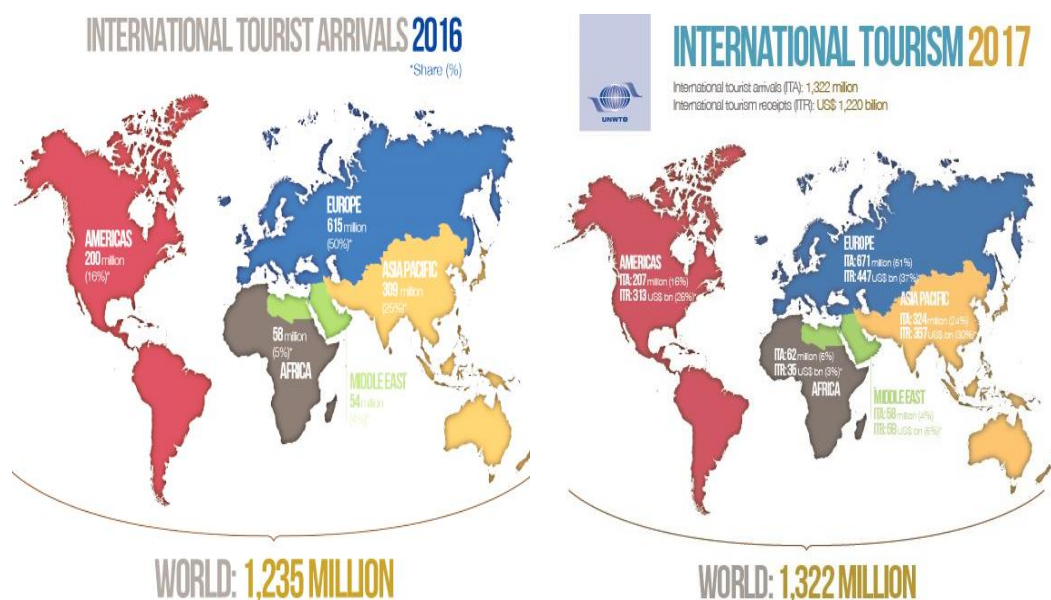 INTERNATIONAL TOURIST ARRIVALS 2016
*Share (%)
AMERICAS
200 million
(16%)*
EUROPE
615 million
(50%)*
ASIA PACIFIC
309 million
(25%)*
58 million
(5%)*
AFRICA
MIDDLE EAST
54 million
(4%)*
WORLD: 1,235 MILLION
UNWTO
INTERNATIONAL TOURISM 2017
International tourist arrivals (ITA): 1,322 million
International tourism receipts (ITR): US$ 1,220 billion
AMERICAS
ITA: 207 million (16%)
ITR: 313 US$ bn (26%)*
EUROPE
ITA: 671 million (51%)
ITR: 447 US$ bn (37%)*
ASIA PACIFIC
ITA: 324 million (24%)
ITR: 367 US$ bn (30%)*
ITA: 62 million (5%)
ITR: 35 US$ bn (3%)*
AFRICA
MIDDLE EAST
ITA: 58 million (4%)
ITR: 58 US$ bn (5%)*
WORLD: 1,322 MILLION